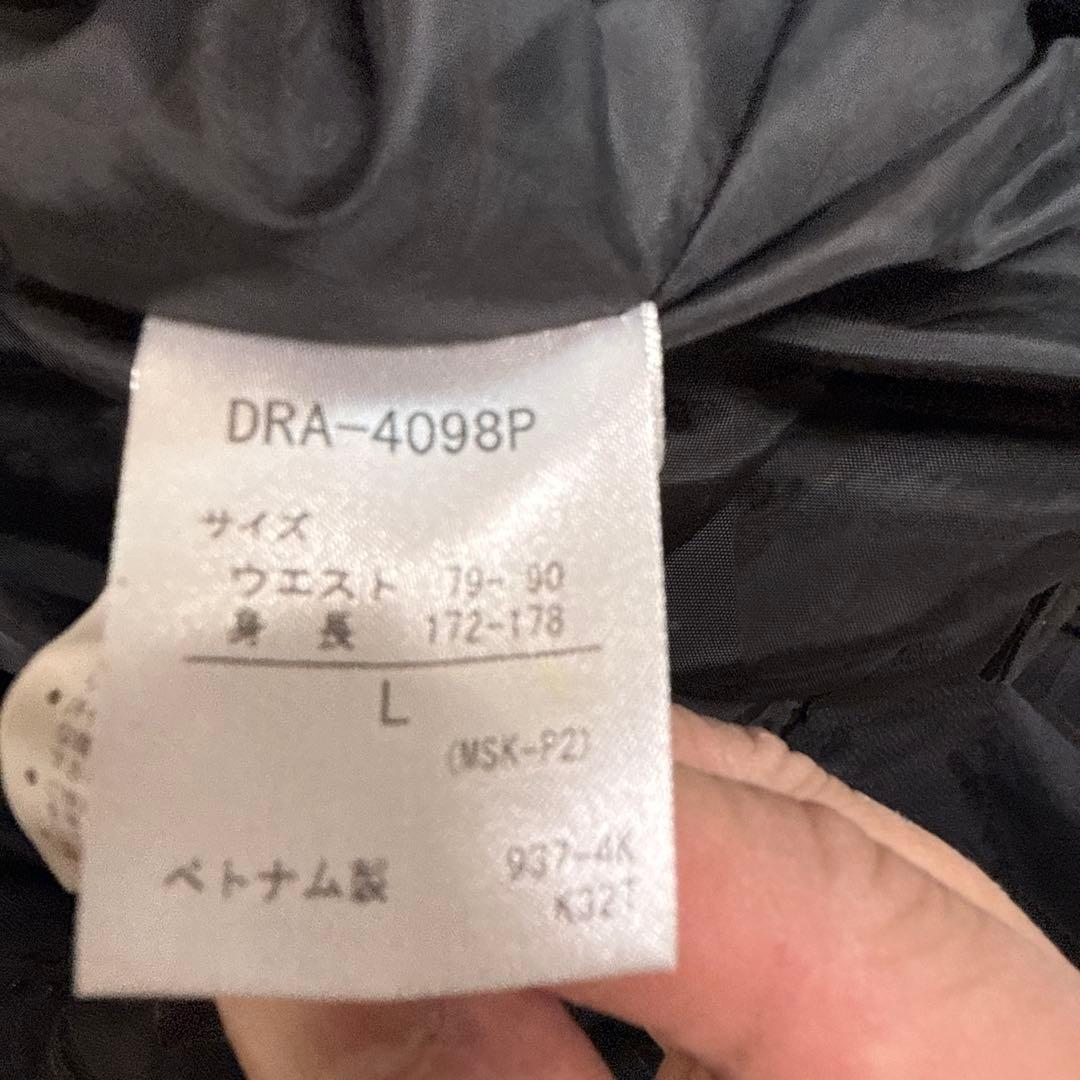 DRA-4098P
サイズ
ウエスト 79- 90
身 長 172-178
L
(MSK-P2)
ベトナム製 937-4K
K32T